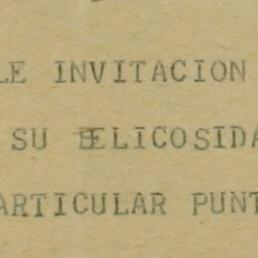 LE INVITACION
SU BELICOSIDA
ARTICULAR PUNT